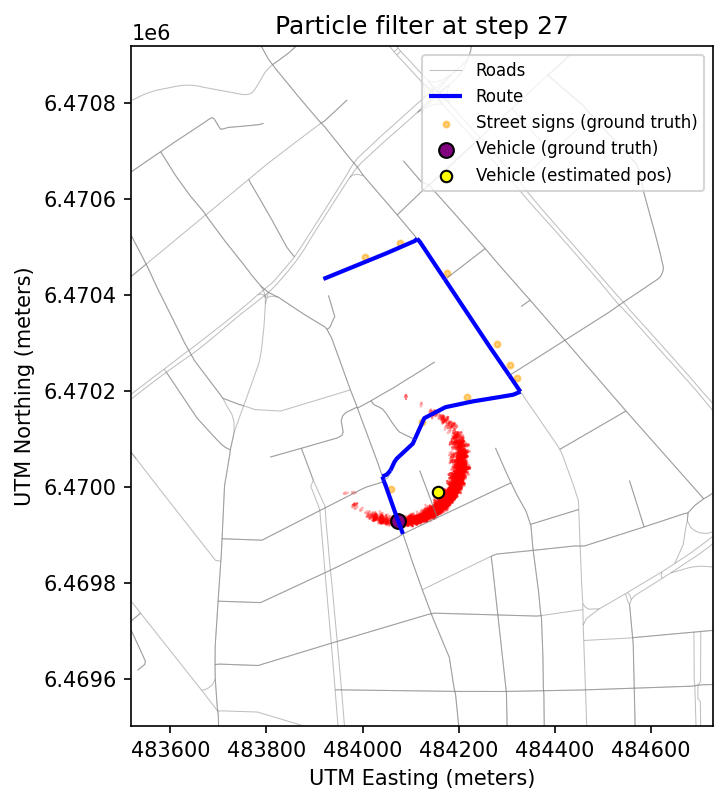 Particle filter at step 27
1e6
Roads
Route
Street signs (ground truth)
Vehicle (ground truth)
Vehicle (estimated pos)
6.4708
6.4706
6.4704
6.4702
6.4700
6.4698
6.4696
UTM Northing (meters)
483600 483800 484000 484200 484400 484600
UTM Easting (meters)